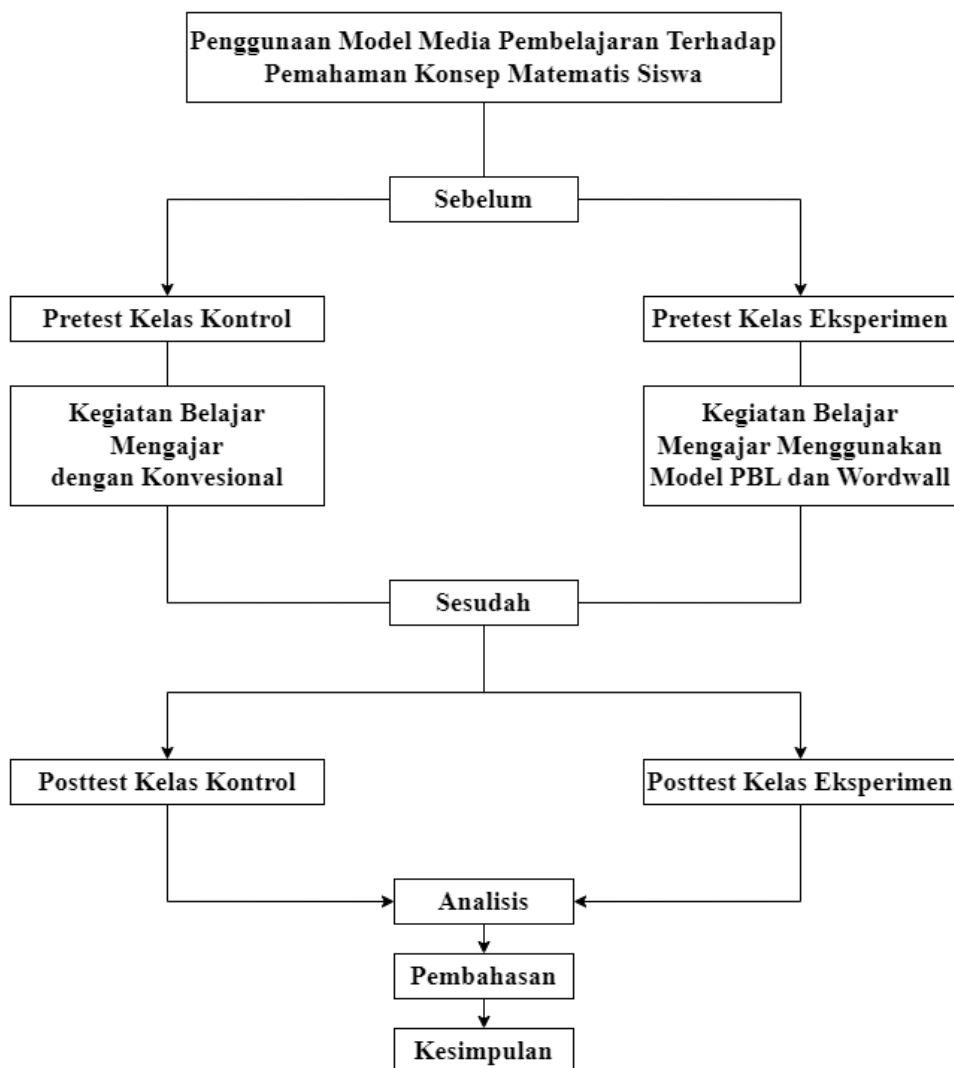 Penggunaan Model Media Pembelajaran Terhadap
Pemahaman Konsep Matematis Siswa
Sebelum
Pretest Kelas Kontrol
Pretest Kelas Eksperimen
Kegiatan Belajar
Mengajar
dengan Konvesional
Kegiatan Belajar
Mengajar Menggunakan
Model PBL dan Wordwall
Sesudah
Posttest Kelas Kontrol
Posttest Kelas Eksperimen
Analisis
Pembahasan
Kesimpulan